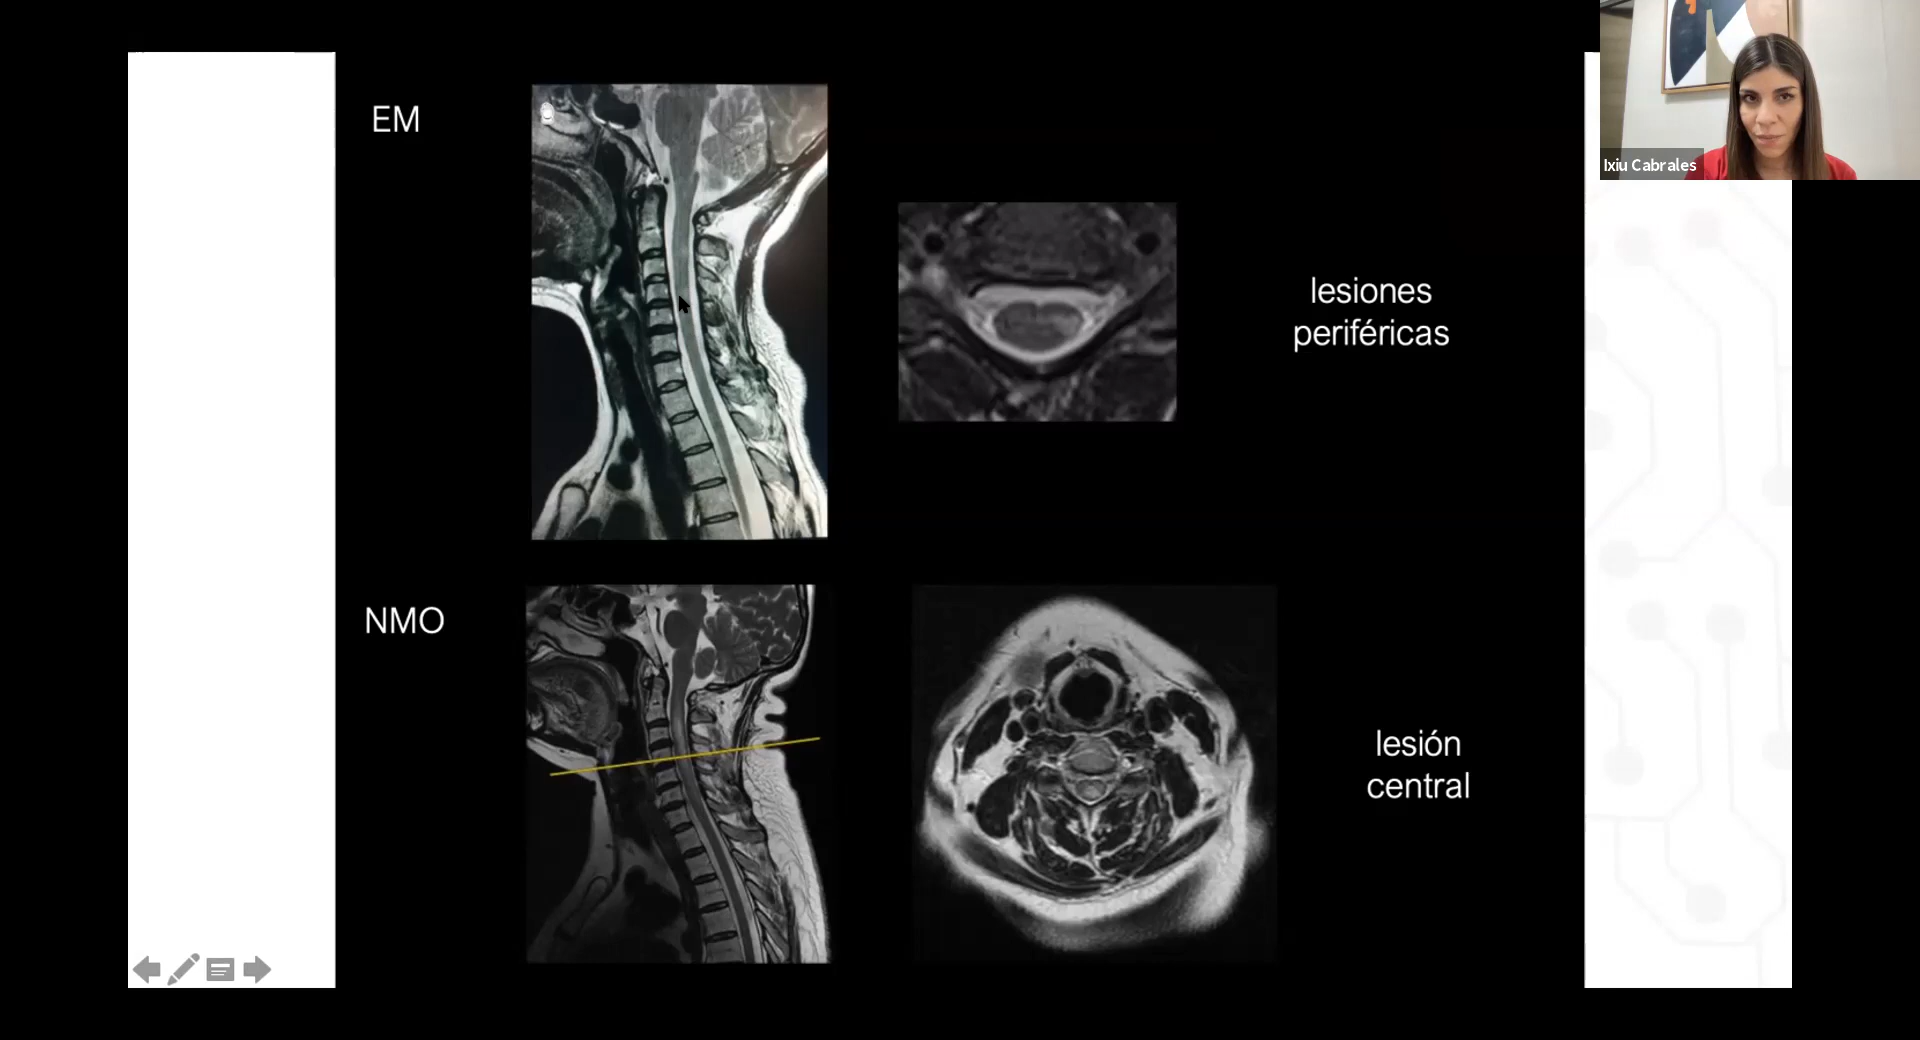 EM
Ixiu Cabrales
lesiones
periféricas
NMO
lesión
central